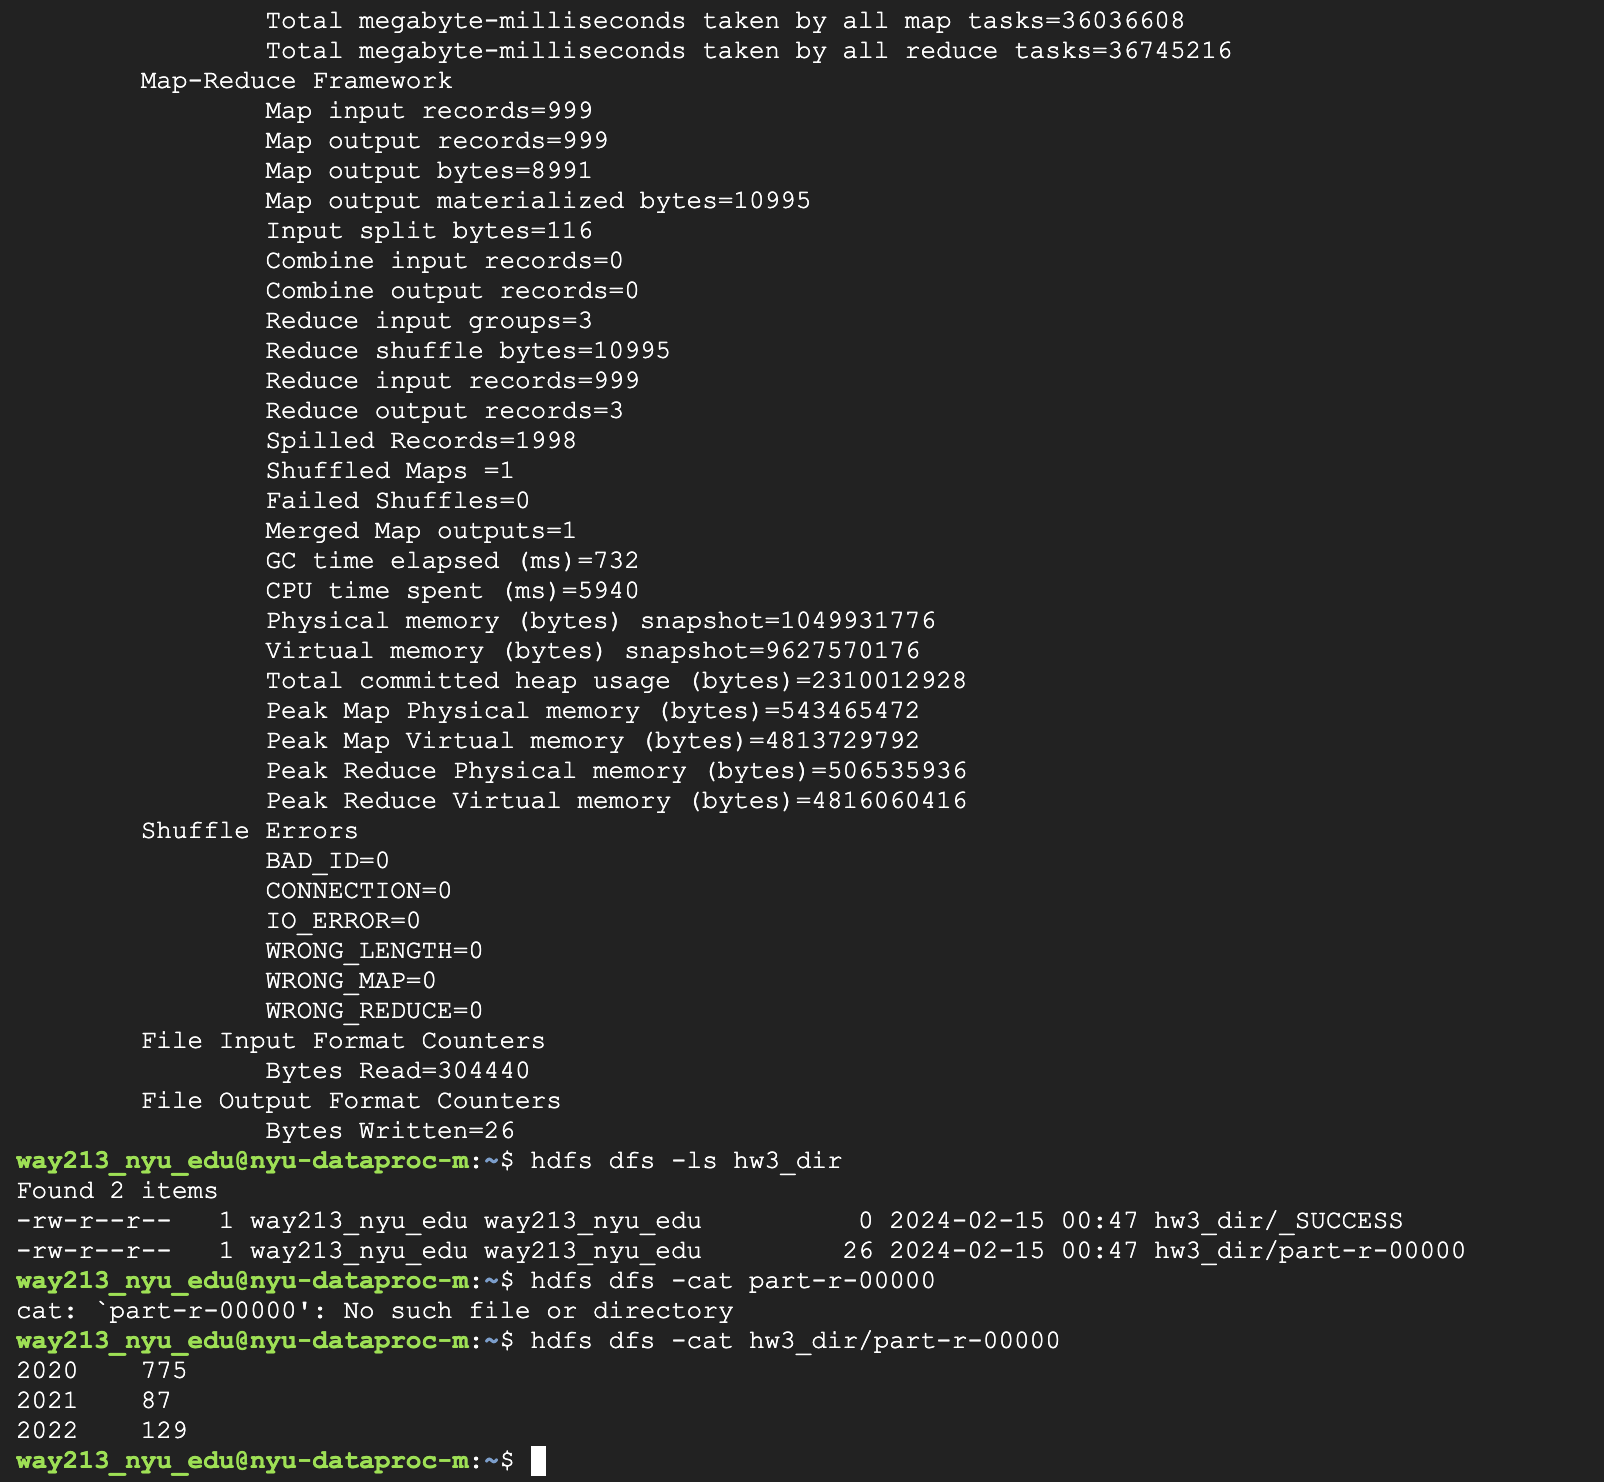 Total megabyte-milliseconds taken by all map tasks=36036608
Total megabyte-milliseconds taken by all reduce tasks=36745216
Map-Reduce Framework
Map input records=999
Map output records=999
Map output bytes=8991
Map output materialized bytes=10995
Input split bytes=116
Combine input records=0
Combine output records=0
Reduce input groups=3
Reduce shuffle bytes=10995
Reduce input records=999
Reduce output records=3
Spilled Records=1998
Shuffled Maps =1
Failed Shuffles=0
Merged Map outputs=1
GC time elapsed (ms)=732
CPU time spent (ms)=5940
Physical memory (bytes) snapshot=1049931776
Virtual memory (bytes) snapshot=9627570176
Total committed heap usage (bytes)=2310012928
Peak Map Physical memory (bytes)=543465472
Peak Map Virtual memory (bytes)=4813729792
Peak Reduce Physical memory (bytes)=506535936
Peak Reduce Virtual memory (bytes)=4816060416
Shuffle Errors
BAD_ID=0
CONNECTION=0
IO_ERROR=0
WRONG_LENGTH=0
WRONG_MAP=0
WRONG_REDUCE=0
File Input Format Counters
Bytes Read=304440
File Output Format Counters
Bytes Written=26
way213_nyu_edu@nyu-dataproc-m:~$ hdfs dfs -ls hw3_dir
Found 2 items
-rw-r--r--   1 way213_nyu_edu way213_nyu_edu          0 2024-02-15 00:47 hw3_dir/_SUCCESS
-rw-r--r--   1 way213_nyu_edu way213_nyu_edu         26 2024-02-15 00:47 hw3_dir/part-r-00000
way213_nyu_edu@nyu-dataproc-m:~$ hdfs dfs -cat part-r-00000
cat: `part-r-00000': No such file or directory
way213_nyu_edu@nyu-dataproc-m:~$ hdfs dfs -cat hw3_dir/part-r-00000
2020    775
2021    87
2022    129
way213_nyu_edu@nyu-dataproc-m:~$